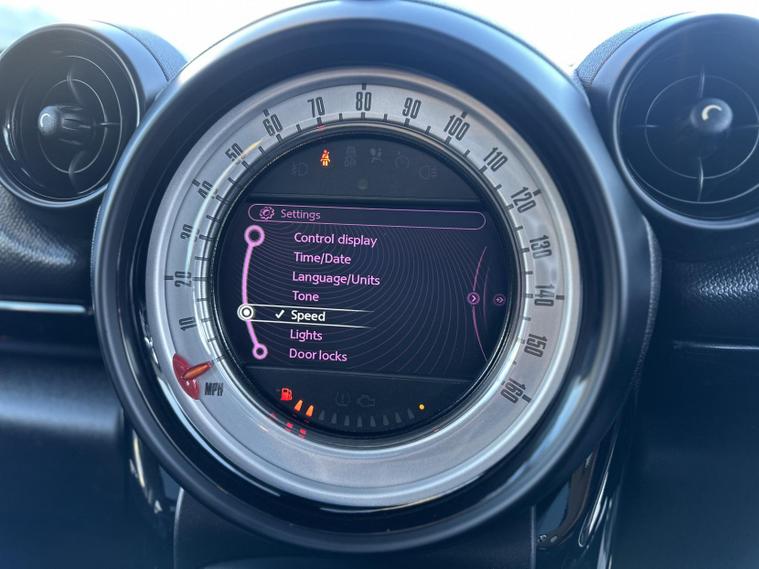 10
20
30
40
50
60
70
80
90
100
110
120
130
140
150
160
MPH
Settings
Control display
Time/Date
Language/Units
Tone
✓ Speed
Lights
Door locks